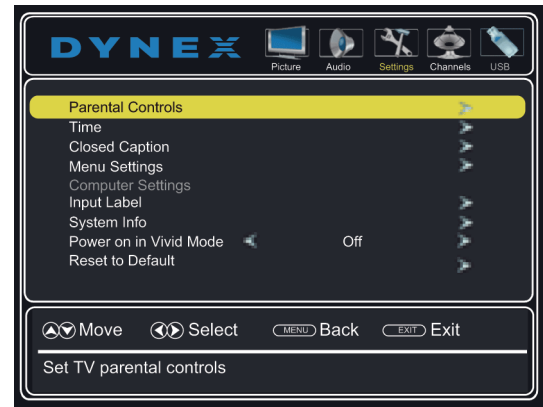 DYNEX
Picture Audio Settings Channels USB
Parental Controls
Time
Closed Caption
Menu Settings
Computer Settings
Input Label
System Info
Power on in Vivid Mode Off
Reset to Default
Move Select MENU Back EXIT Exit
Set TV parental controls